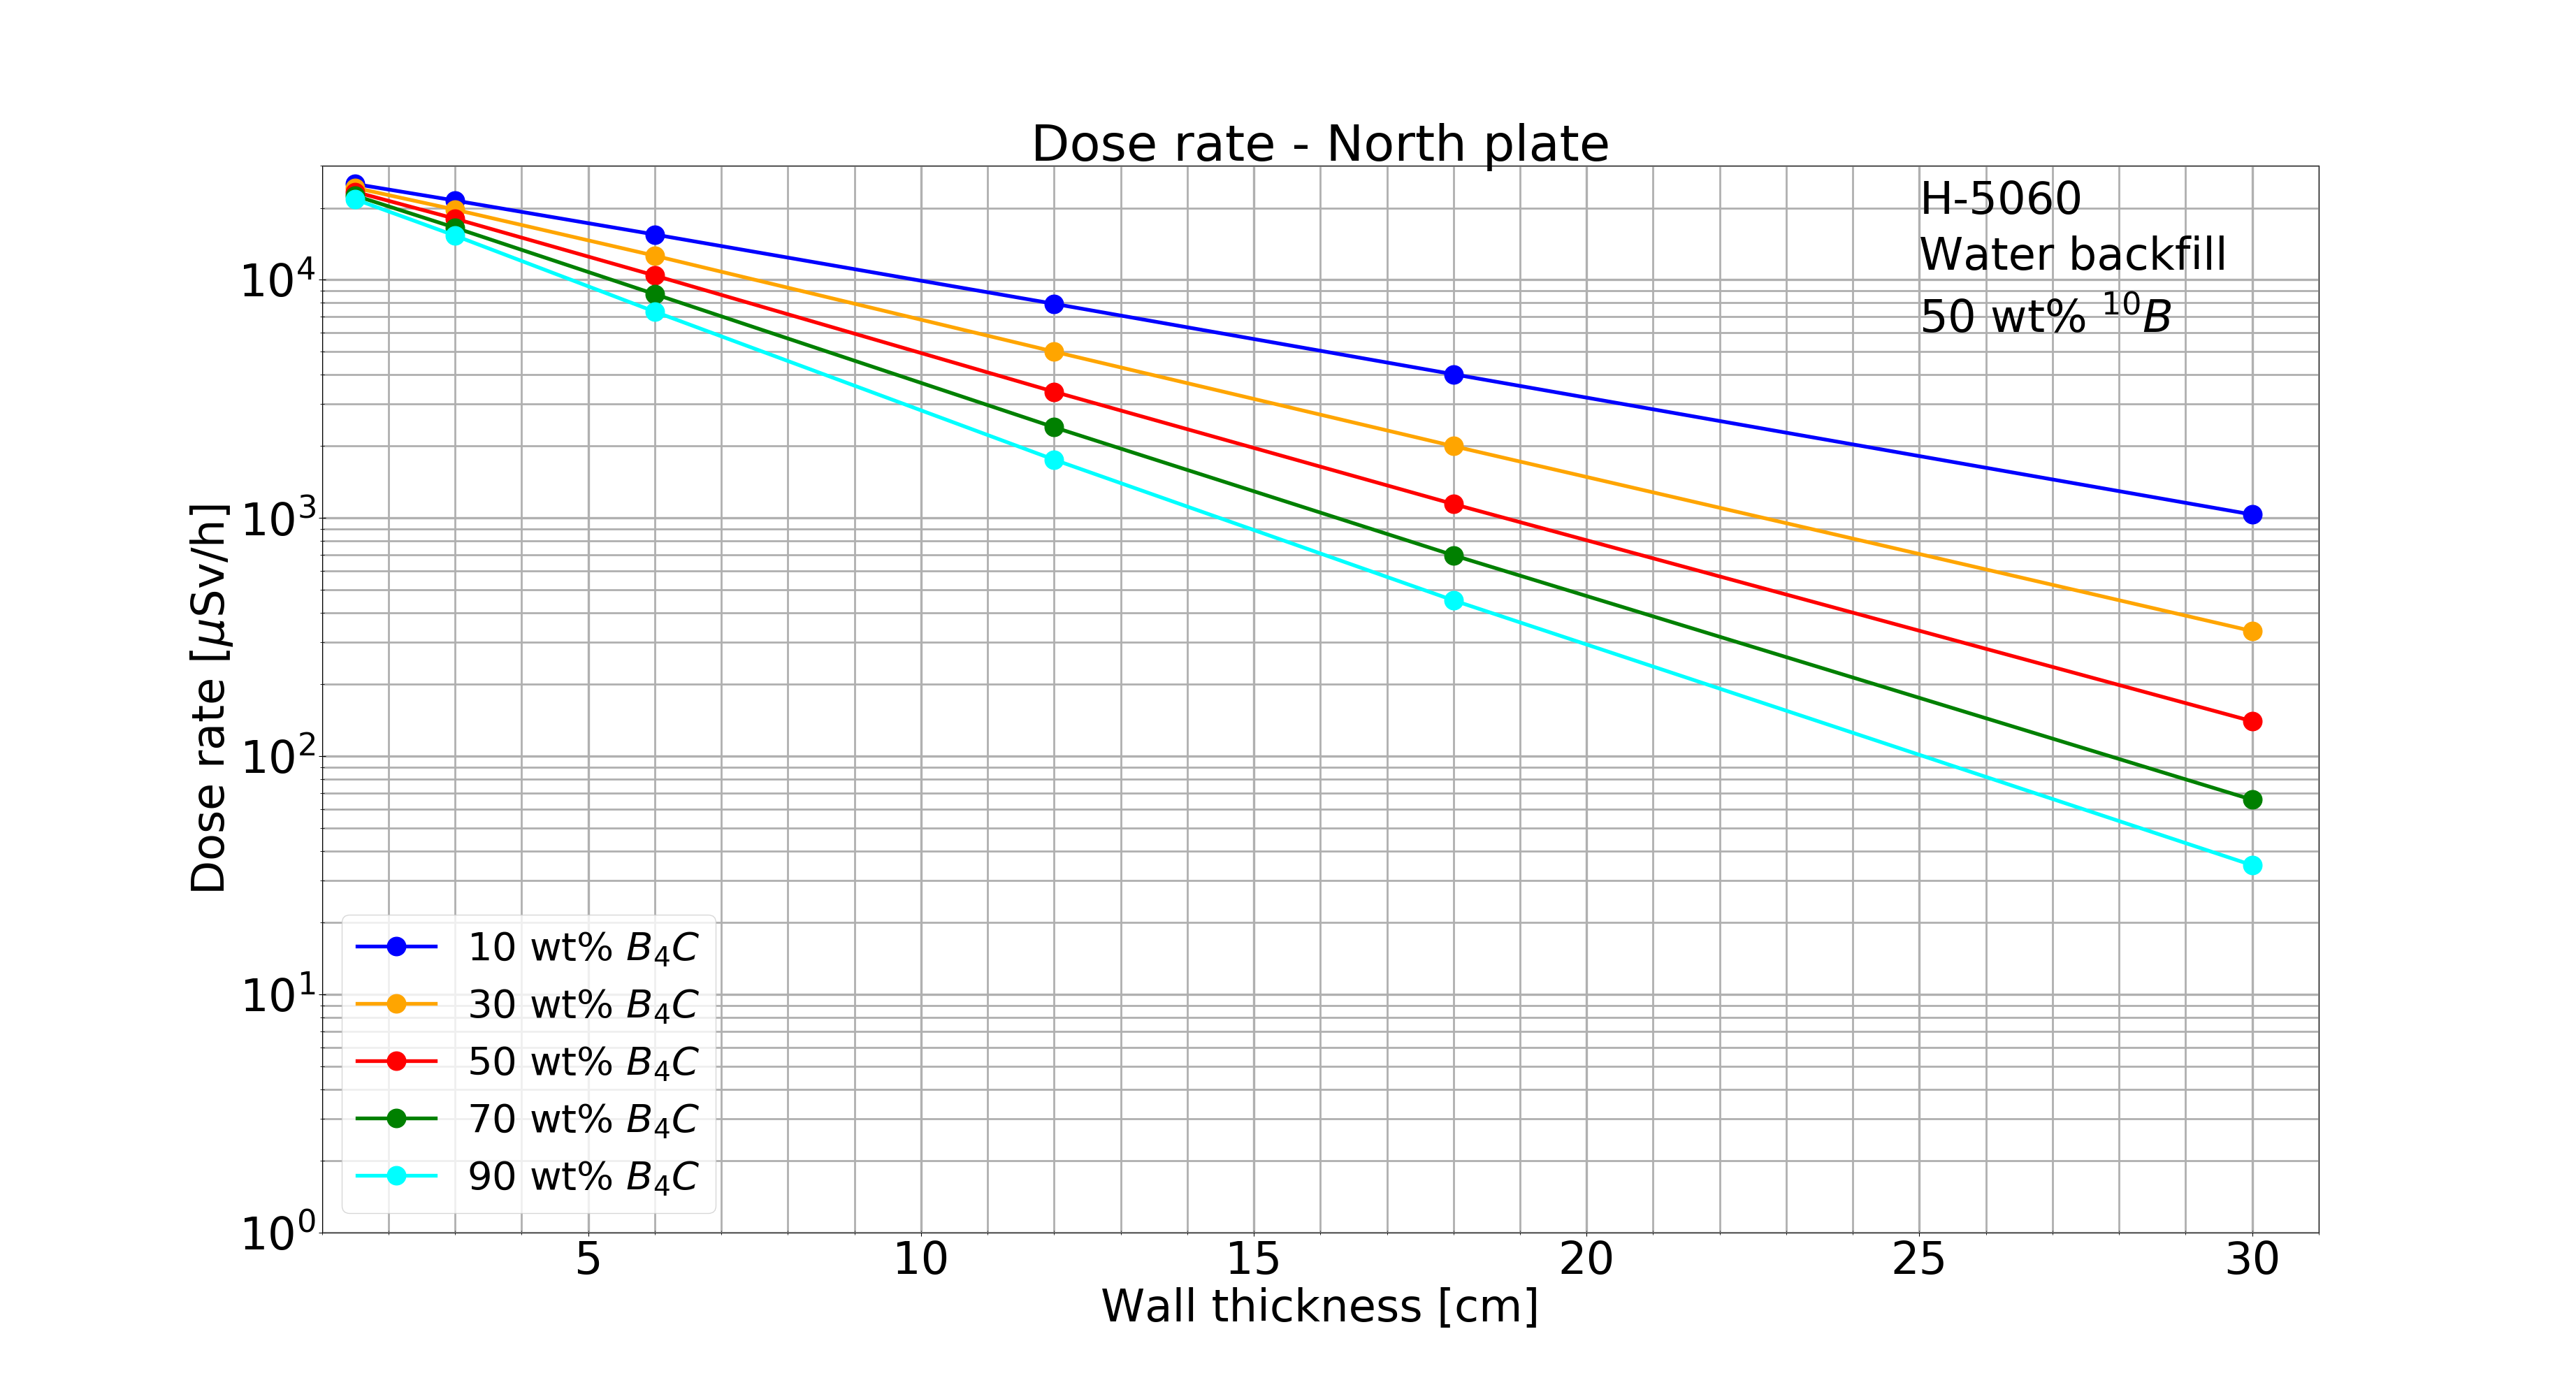 Dose rate - North plate
H-5060
Water backfill
50 wt% ¹⁰B
Dose rate [μSv/h]
10⁴
10³
10²
10¹
10⁰
10 wt% B₄C
30 wt% B₄C
50 wt% B₄C
70 wt% B₄C
90 wt% B₄C
5 10 15 20 25 30
Wall thickness [cm]